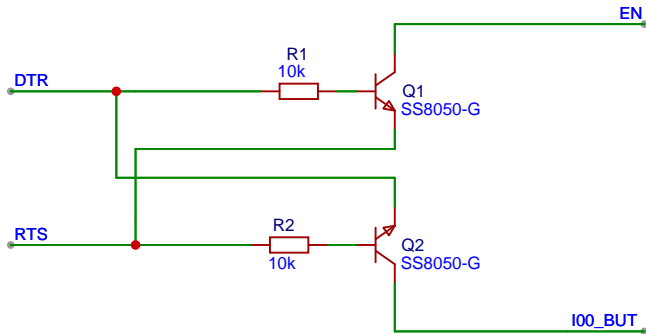 EN
R1
10k
DTR
Q1
SS8050-G
R2
10k
RTS
Q2
SS8050-G
I00_BUT